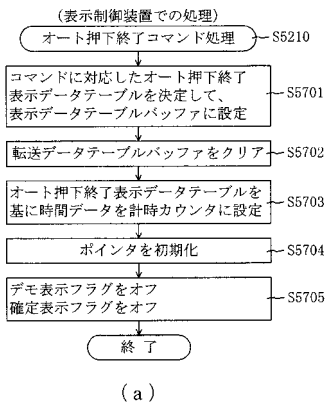 (表示制御装置での処理)
オート押下終了コマンド処理
S5210
コマンドに対応したオート押下終了
表示データテーブルを決定して、
表示データテーブルバッファに設定
S5701
転送データテーブルバッファをクリア
S5702
オート押下終了表示データテーブルを
基に時間データを計時カウンタに設定
S5703
ポインタを初期化
S5704
デモ表示フラグをオフ
確定表示フラグをオフ
S5705
終 了
(a)